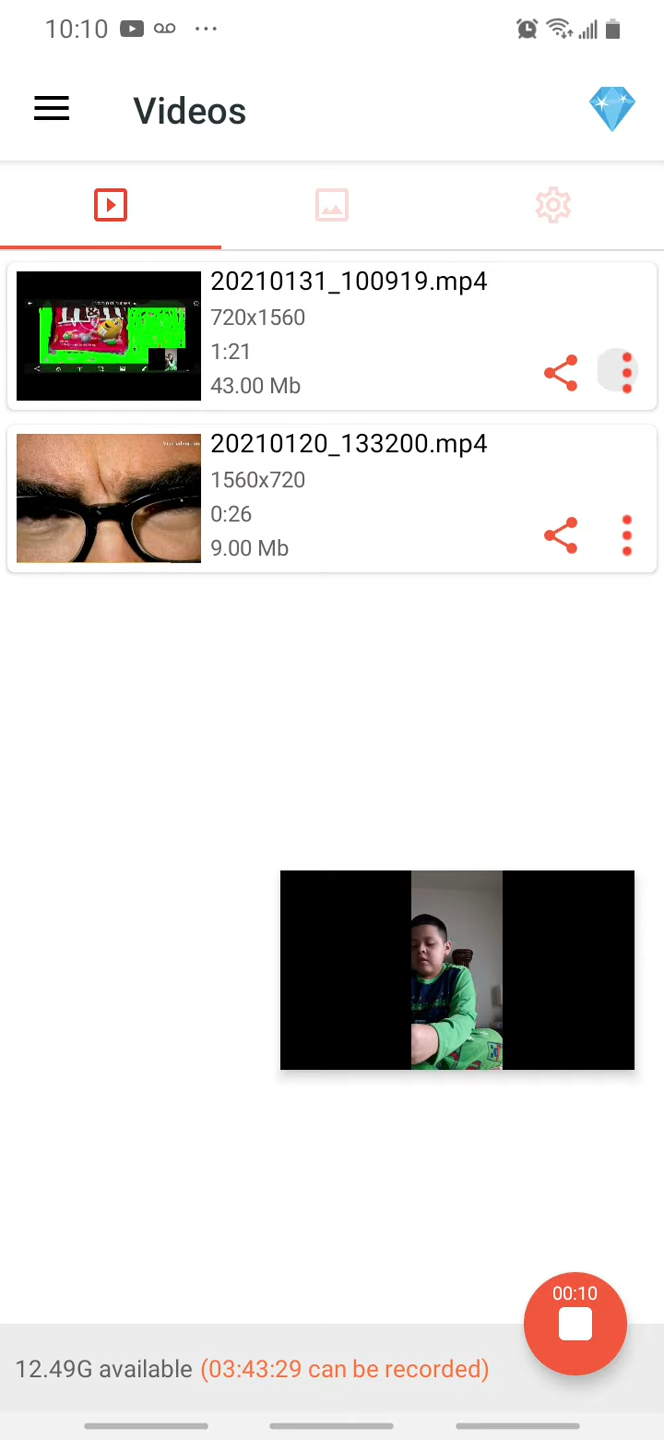 10:10
Videos
20210131_100919.mp4
720x1560
1:21
43.00 Mb
20210120_133200.mp4
1560x720
0:26
9.00 Mb
00:10
12.49G available (03:43:29 can be recorded)